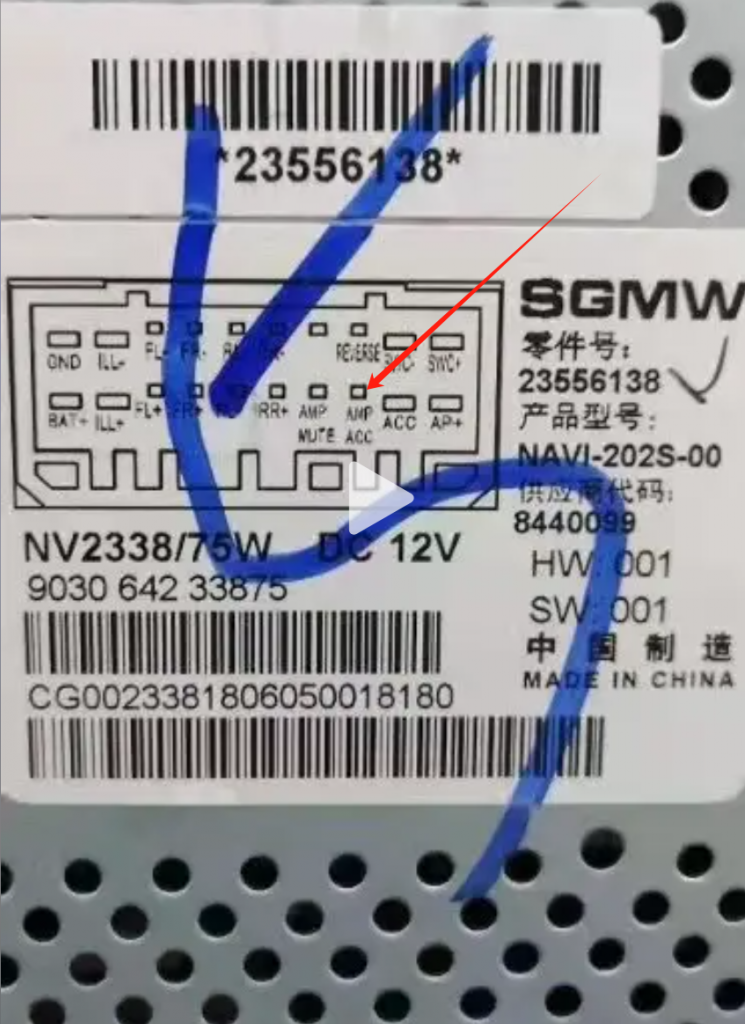 *23556138*
SGMW
零件号:
23556138
产品型号:
NAVI-202S-00
供应商代码:
8440099
HW: 001
SW: 001
中国制造
MADE IN CHINA
GND ILL- FL- RR- REVERSE SWC- SWC+
BAT+ ILL+ FL+ FR+ RR+ AMP MUTE AMP ACC ACC AP+
NV2338/75W DC 12V
9030 642 33875
CG0023381806050018180